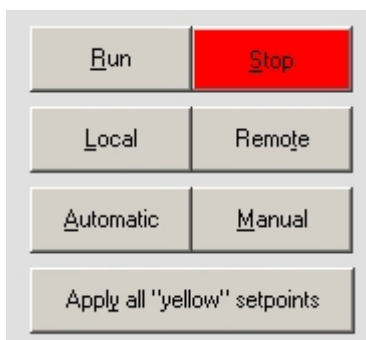 Run Stop
Local Remote
Automatic Manual
Apply all "yellow" setpoints